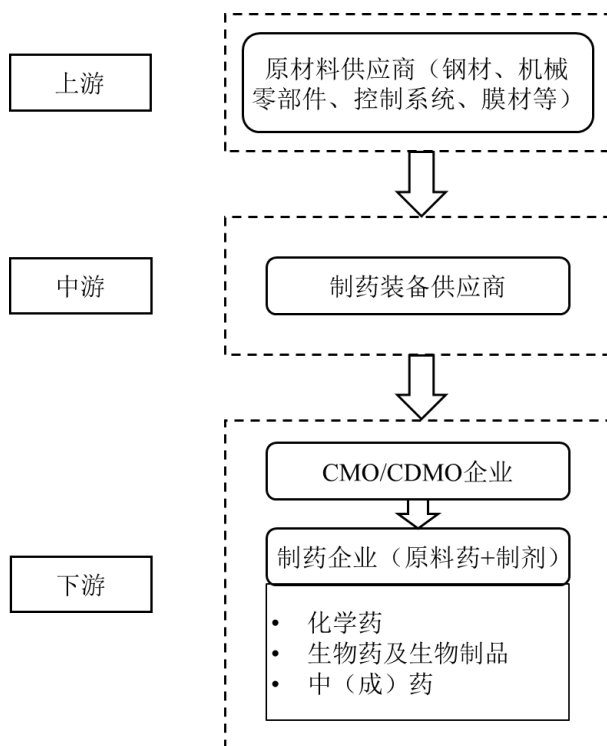 上游
原材料供应商（钢材、机械
零部件、控制系统、膜材等）
中游
制药装备供应商
下游
CMO/CDMO企业
制药企业（原料药+制剂）
• 化学药
• 生物药及生物制品
• 中（成）药